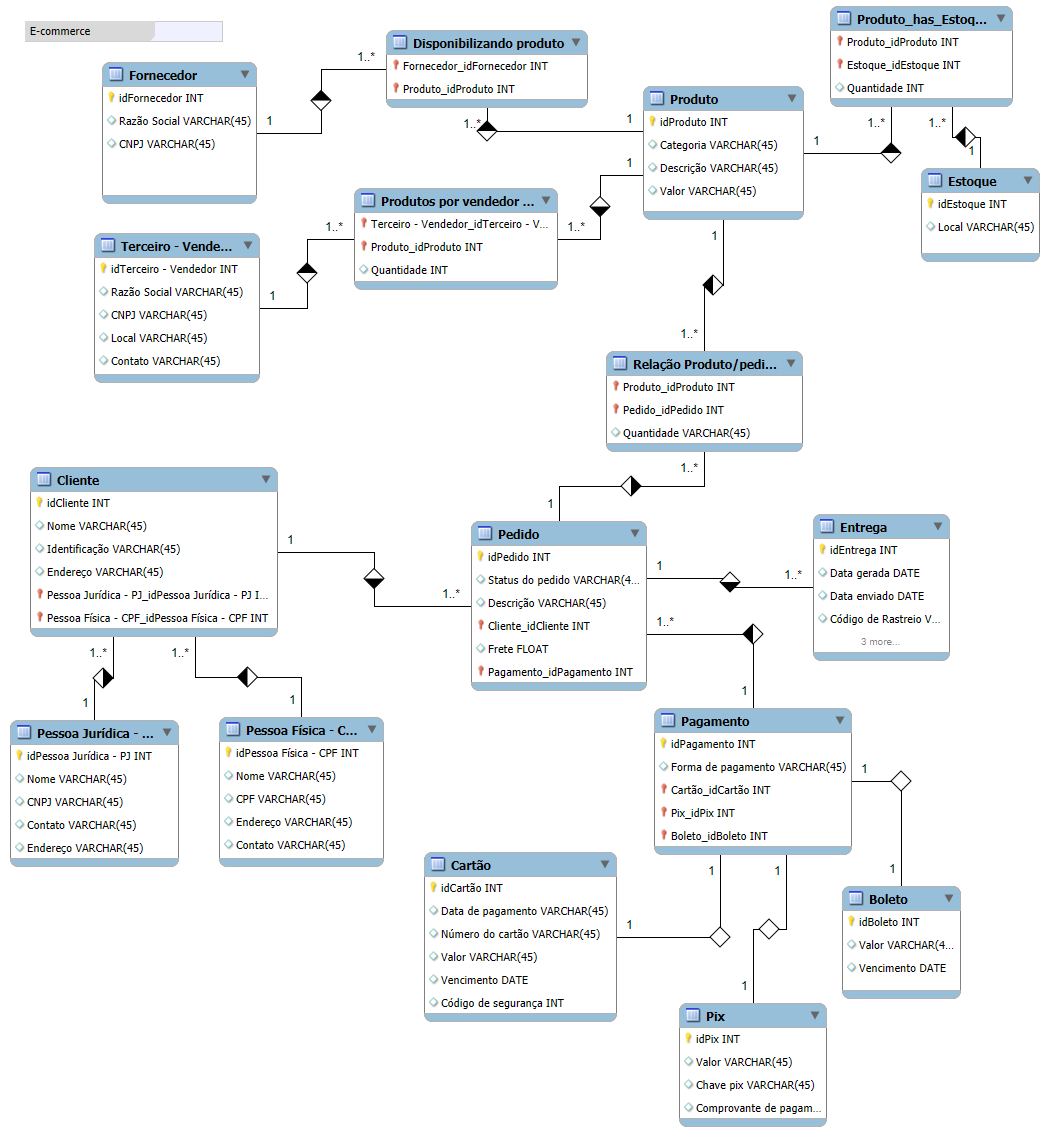 E-commerce
Fornecedor
idFornecedor INT
Razão Social VARCHAR(45)
CNPJ VARCHAR(45)
1
1..*
Disponibilizando produto
Fornecedor_idFornecedor INT
Produto_idProduto INT
1..*
1
Produto
idProduto INT
Categoria VARCHAR(45)
Descrição VARCHAR(45)
Valor VARCHAR(45)
1
1..*
Produto_has_Estoq...
Produto_idProduto INT
Estoque_idEstoque INT
Quantidade INT
1..*
1
Estoque
idEstoque INT
Local VARCHAR(45)
Terceiro - Vende...
idTerceiro - Vendedor INT
Razão Social VARCHAR(45)
CNPJ VARCHAR(45)
Local VARCHAR(45)
Contato VARCHAR(45)
1
1..*
Produtos por vendedor ...
Terceiro - Vendedor_idTerceiro - V...
Produto_idProduto INT
Quantidade INT
1..*
1
1
1..*
Relação Produto/pedi...
Produto_idProduto INT
Pedido_idPedido INT
Quantidade VARCHAR(45)
1..*
1
Cliente
idCliente INT
Nome VARCHAR(45)
Identificação VARCHAR(45)
Endereço VARCHAR(45)
Pessoa Jurídica - PJ_idPessoa Jurídica - PJ I...
Pessoa Física - CPF_idPessoa Física - CPF INT
1
1..*
Pedido
idPedido INT
Status do pedido VARCHAR(4...
Descrição VARCHAR(45)
Cliente_idCliente INT
Frete FLOAT
Pagamento_idPagamento INT
1
1..*
Entrega
idEntrega INT
Data gerada DATE
Data enviado DATE
Código de Rastreio V...
3 more...
1..*
1
1..*
1
1..*
1
Pessoa Jurídica - ...
idPessoa Jurídica - PJ INT
Nome VARCHAR(45)
CNPJ VARCHAR(45)
Contato VARCHAR(45)
Endereço VARCHAR(45)
Pessoa Física - C...
idPessoa Física - CPF INT
Nome VARCHAR(45)
CPF VARCHAR(45)
Endereço VARCHAR(45)
Contato VARCHAR(45)
Pagamento
idPagamento INT
Forma de pagamento VARCHAR(45)
Cartão_idCartão INT
Pix_idPix INT
Boleto_idBoleto INT
1
1
1
1
Cartão
idCartão INT
Data de pagamento VARCHAR(45)
Número do cartão VARCHAR(45)
Valor VARCHAR(45)
Vencimento DATE
Código de segurança INT
1
1
Boleto
idBoleto INT
Valor VARCHAR(4...
Vencimento DATE
Pix
idPix INT
Valor VARCHAR(45)
Chave pix VARCHAR(45)
Comprovante de pagam...